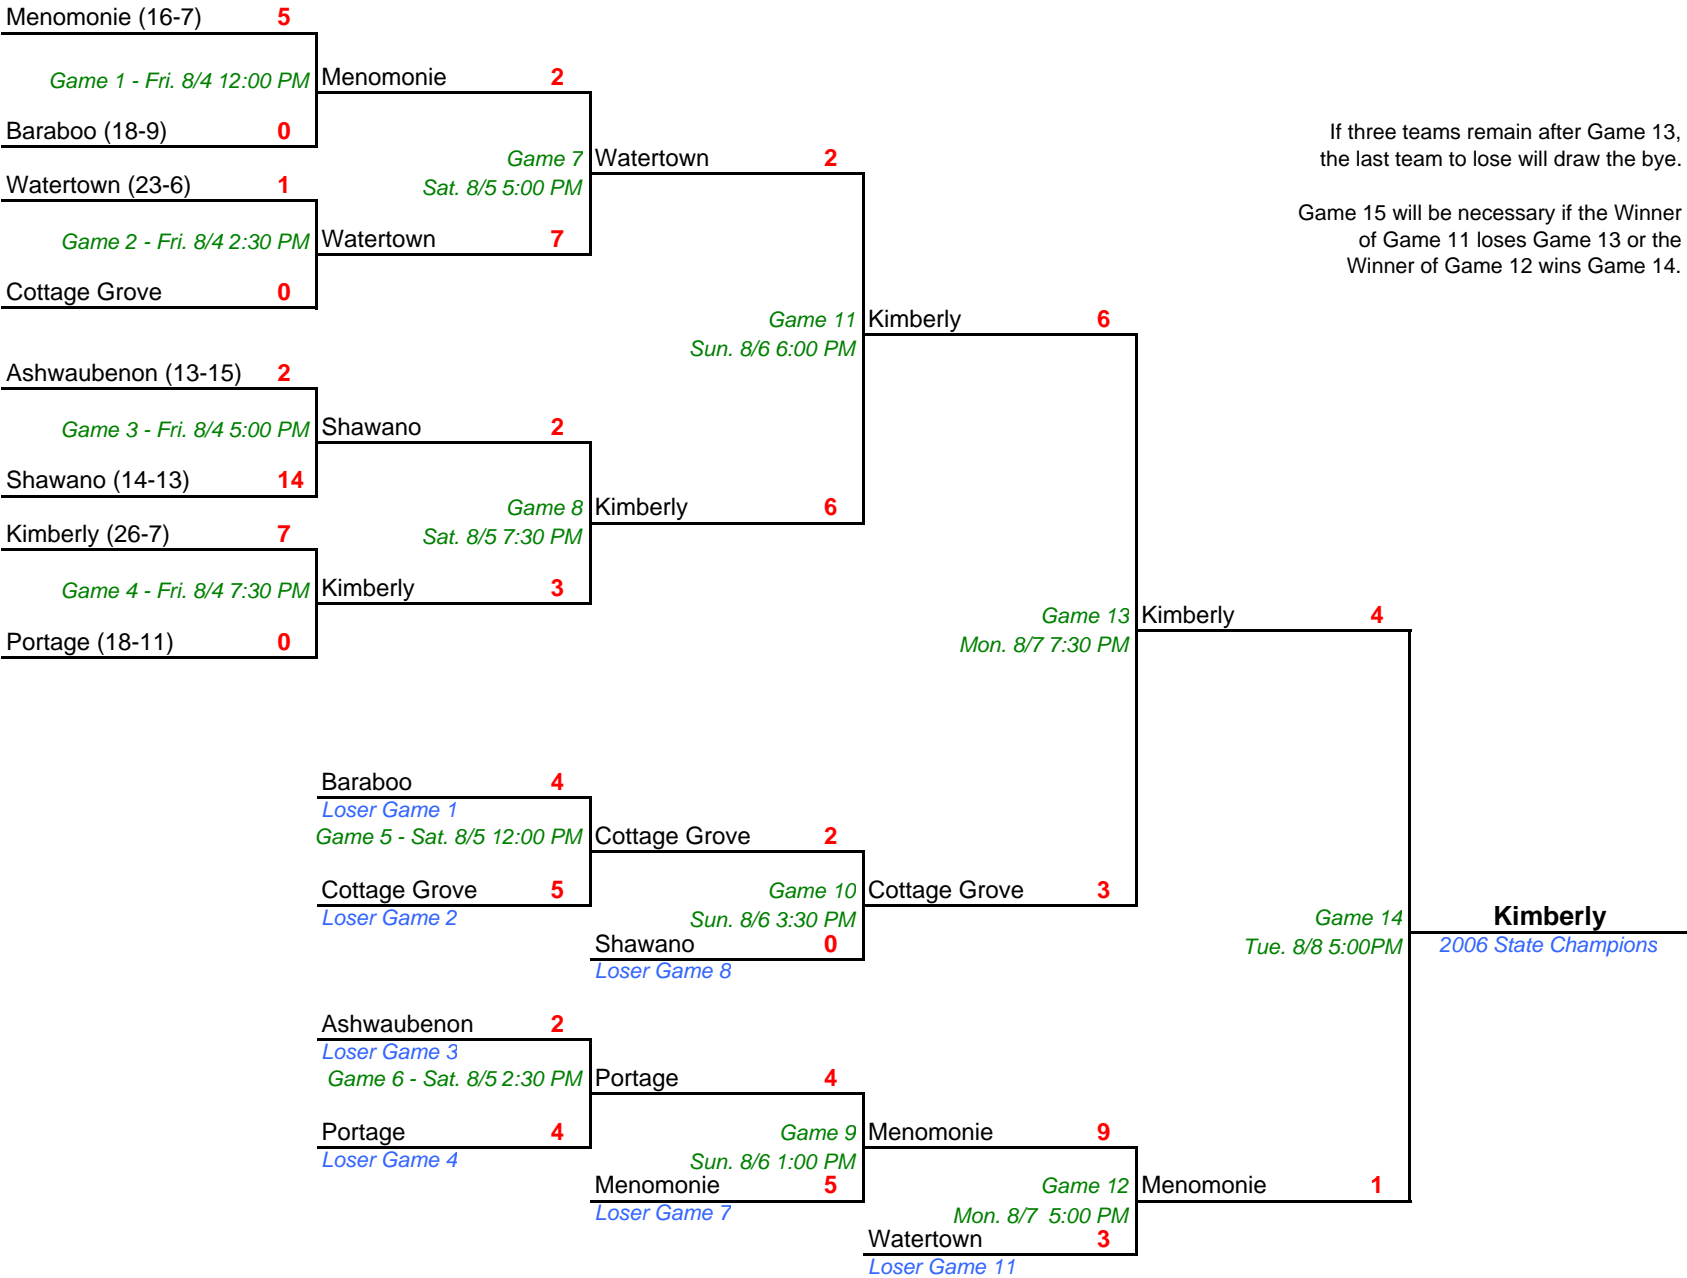 Menomonie (16-7) 5
Game 1 - Fri. 8/4 12:00 PM
Baraboo (18-9) 0
Watertown (23-6) 1
Game 2 - Fri. 8/4 2:30 PM
Cottage Grove 0
Ashwaubenon (13-15) 2
Game 3 - Fri. 8/4 5:00 PM
Shawano (14-13) 14
Kimberly (26-7) 7
Game 4 - Fri. 8/4 7:30 PM
Portage (18-11) 0
Menomonie 2
Game 7
Sat. 8/5 5:00 PM
Watertown 7
Shawano 2
Game 8
Sat. 8/5 7:30 PM
Kimberly 3
Watertown 2
Game 11
Sun. 8/6 6:00 PM
Kimberly 6
Kimberly 6
Game 13
Mon. 8/7 7:30 PM
If three teams remain after Game 13,
the last team to lose will draw the bye.
Game 15 will be necessary if the Winner
of Game 11 loses Game 13 or the
Winner of Game 12 wins Game 14.
Baraboo 4
Loser Game 1
Game 5 - Sat. 8/5 12:00 PM
Cottage Grove 5
Loser Game 2
Cottage Grove 2
Game 10
Sun. 8/6 3:30 PM
Shawano 0
Loser Game 8
Cottage Grove 3
Ashwaubenon 2
Loser Game 3
Game 6 - Sat. 8/5 2:30 PM
Portage 4
Loser Game 4
Portage 4
Game 9
Sun. 8/6 1:00 PM
Menomonie 5
Loser Game 7
Menomonie 9
Game 12
Mon. 8/7 5:00 PM
Watertown 3
Loser Game 11
Kimberly 4
Game 14
Tue. 8/8 5:00PM
Menomonie 1
Kimberly
2006 State Champions